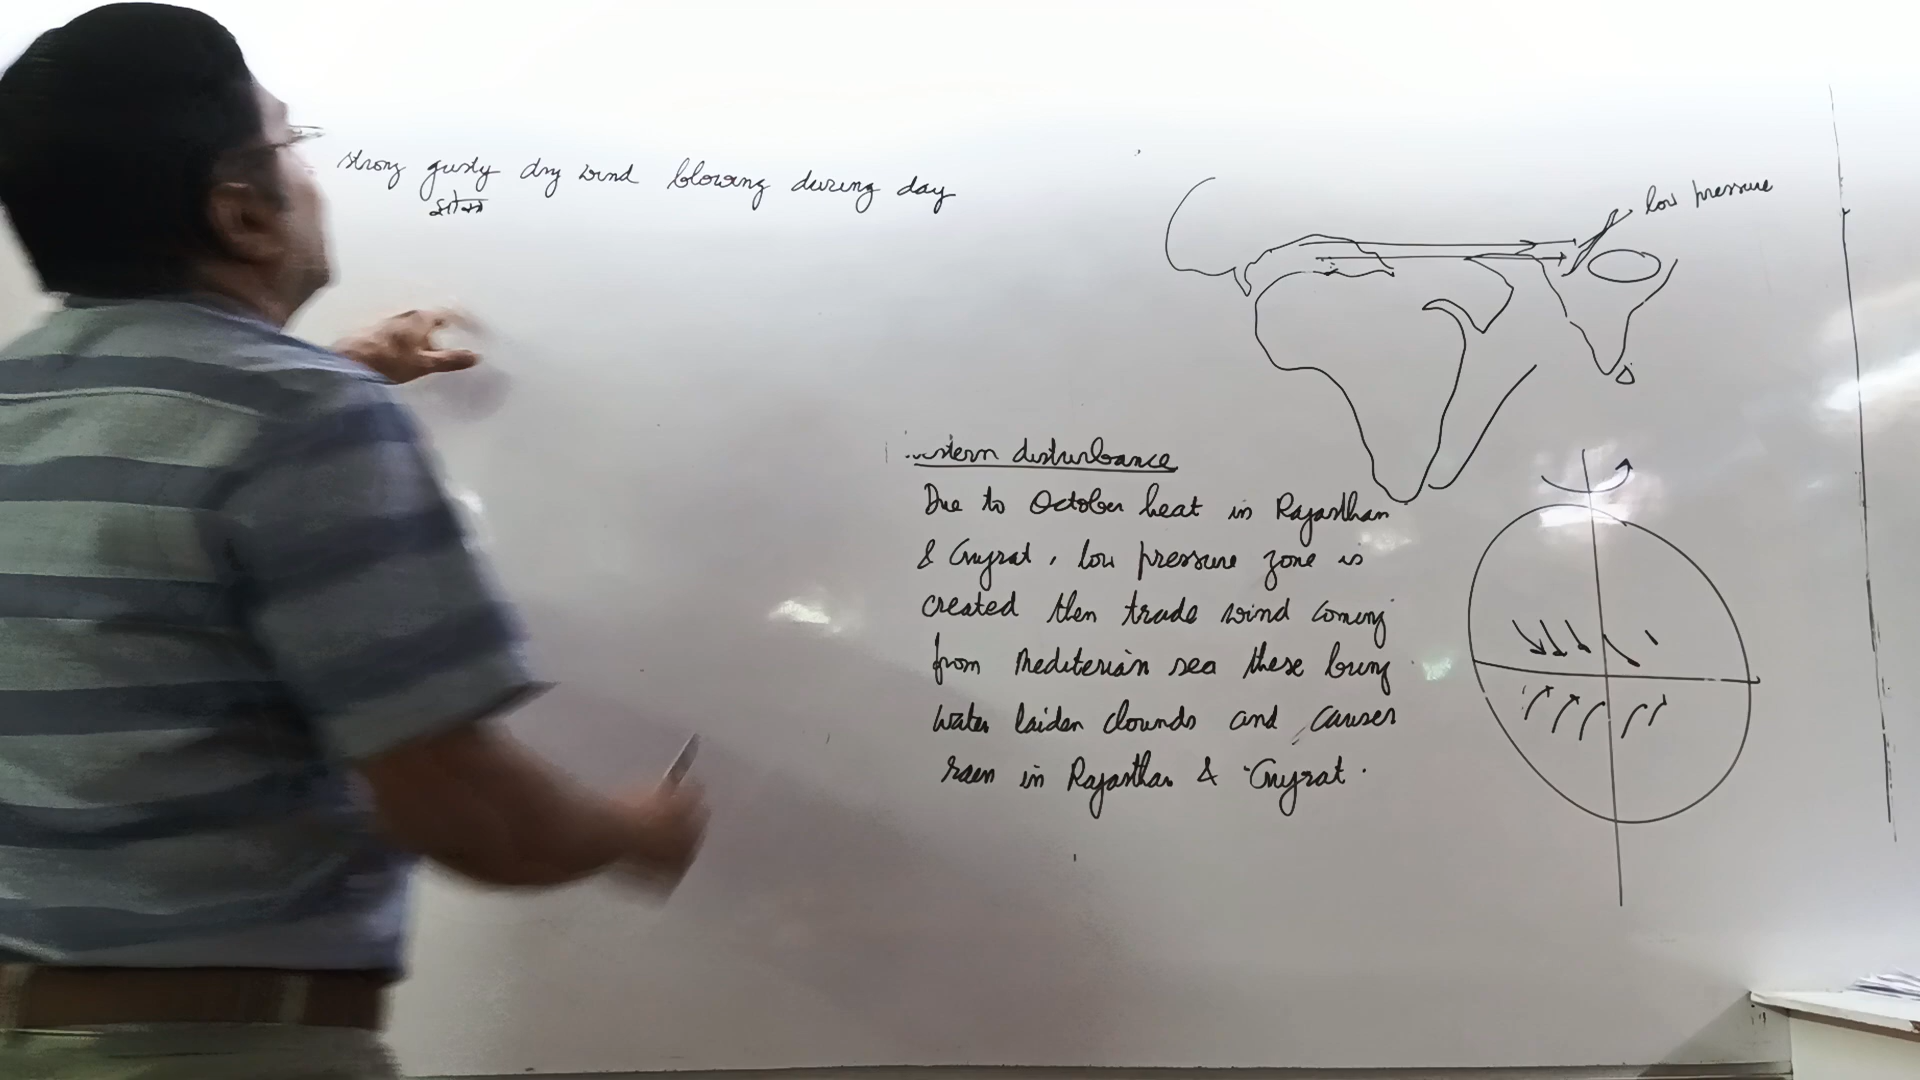 strong gusty dry wind blowing during day
low pressure
western disturbance
Due to October heat in Rajasthan
& Gujrat, low pressure zone is
created then trade wind coming
from Mediterian sea these bring
water laiden clounds and causes
rain in Rajasthan & Gujrat.